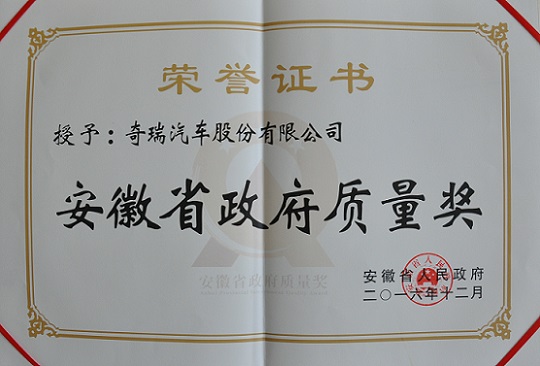 荣誉证书
授予：奇瑞汽车股份有限公司
安徽省政府质量奖
安徽省政府质量奖
安徽省人民政府
二〇一六年十二月